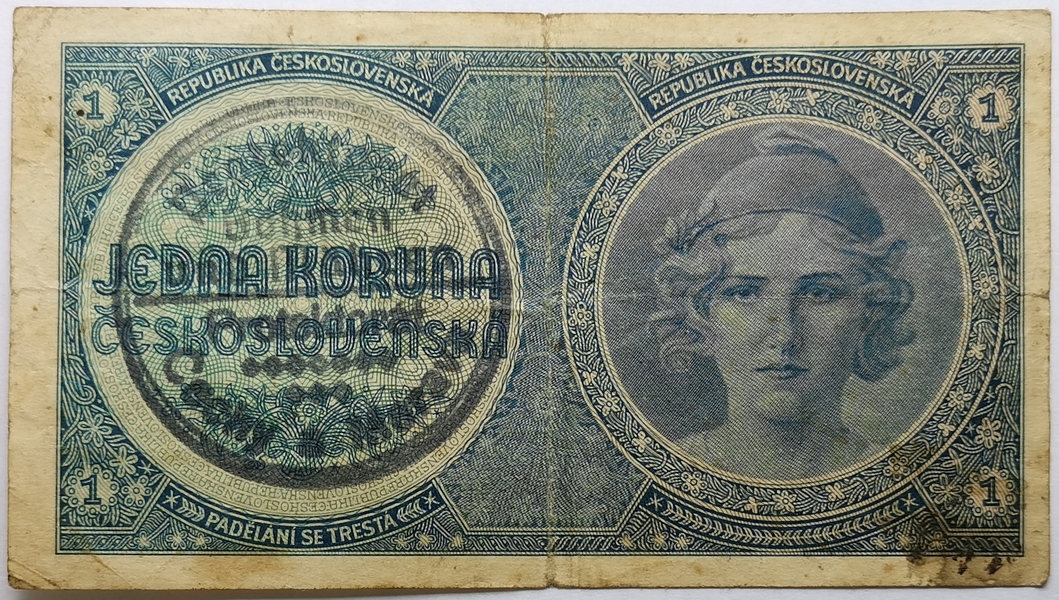 REPUBLIKA ČESKOSLOVENSKÁ
REPUBLIKA ČESKOSLOVENSKÁ
1
1
JEDNA KORUNA
ČESKOSLOVENSKÁ
1
1
PADĚLÁNÍ SE TRESTÁ